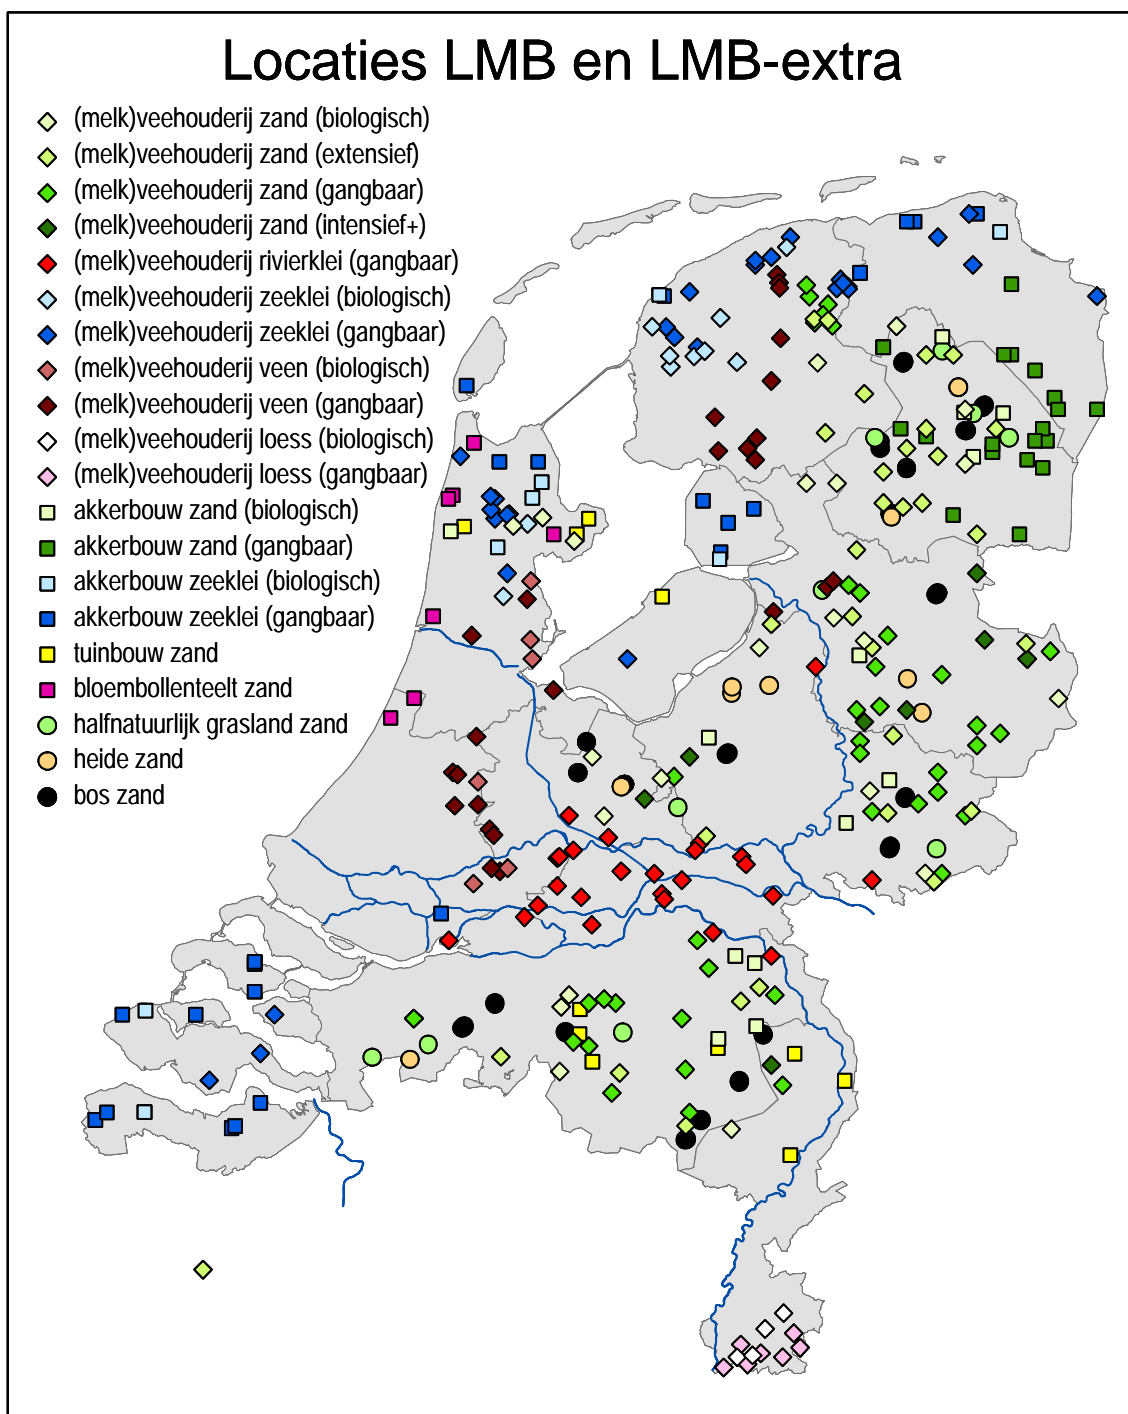 Locaties LMB en LMB-extra
(melk)veehouderij zand (biologisch)
(melk)veehouderij zand (extensief)
(melk)veehouderij zand (gangbaar)
(melk)veehouderij zand (intensief+)
(melk)veehouderij rivierklei (gangbaar)
(melk)veehouderij zeeklei (biologisch)
(melk)veehouderij zeeklei (gangbaar)
(melk)veehouderij veen (biologisch)
(melk)veehouderij veen (gangbaar)
(melk)veehouderij loess (biologisch)
(melk)veehouderij loess (gangbaar)
akkerbouw zand (biologisch)
akkerbouw zand (gangbaar)
akkerbouw zeeklei (biologisch)
akkerbouw zeeklei (gangbaar)
tuinbouw zand
bloembollenteelt zand
halfnatuurlijk grasland zand
heide zand
bos zand